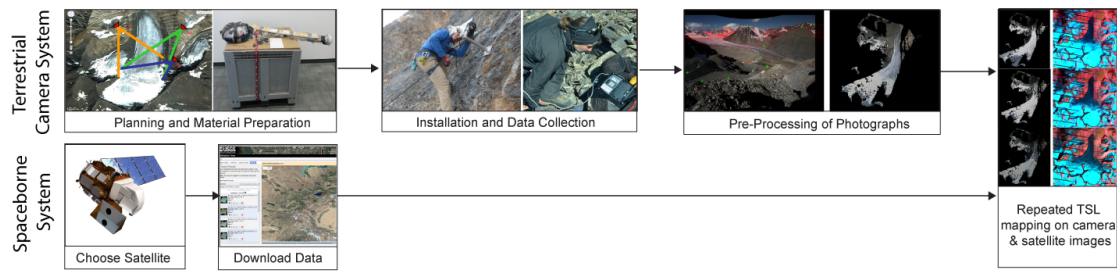 Terrestrial
Camera System
Planning and Material Preparation
Installation and Data Collection
Pre-Processing of Photographs
Spaceborne
System
Choose Satellite
Download Data
Repeated TSL
mapping on camera
& satellite images